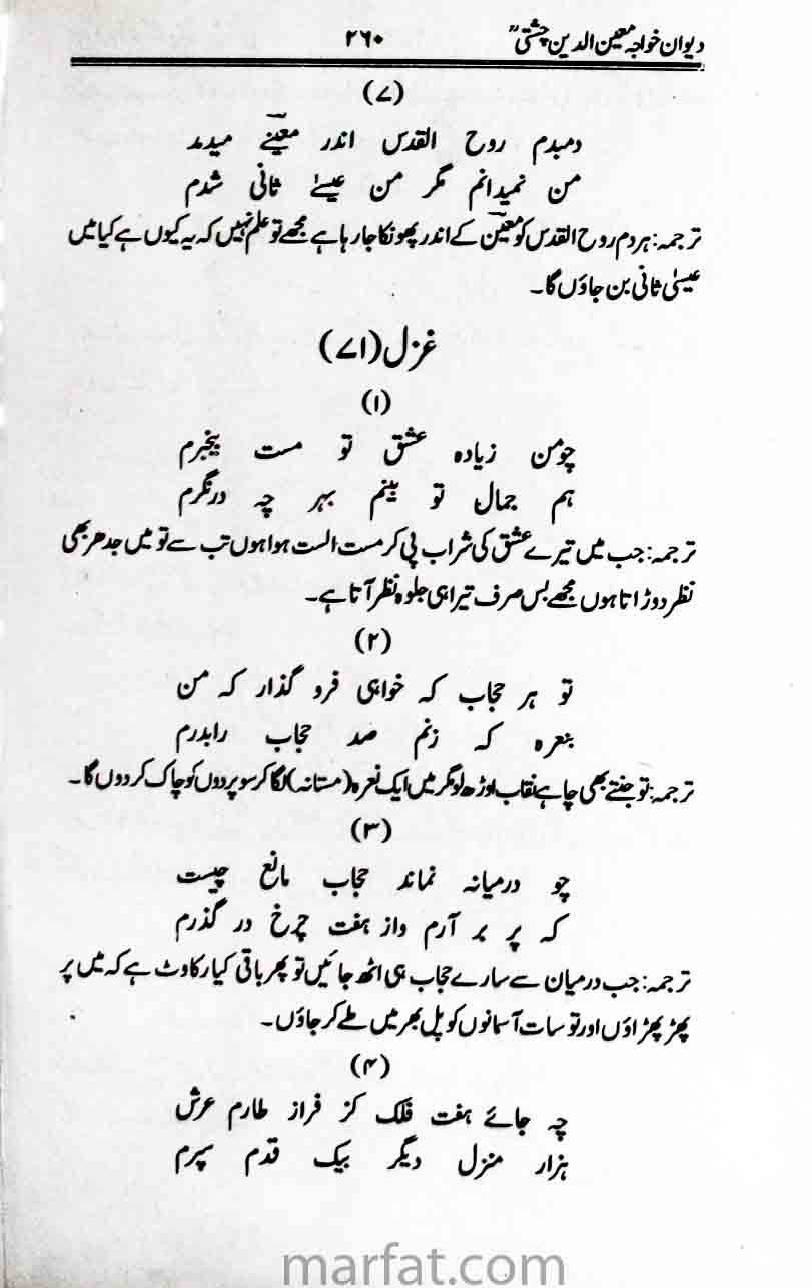 دیوان خواجہ معین الدین چشتیؒ ۲۶۰
(۷)
دمبدم روح القدس اندر معینے میدمد
من نمیدانم مگر من عیسےٰ ثانی شدم
ترجمہ: ہر دم روح القدس کو معین کے اندر پھونکا جا رہا ہے مجھے تو علم نہیں کہ یہ کیوں ہے کیا میں
عیسیٰ ثانی بن جاؤں گا۔
غزل (۷۱)
(۱)
چومن زبادہ عشق تو مست بیخبرم
ہم جمال تو بینم بہر چہ درنگرم
ترجمہ: جب میں تیرے عشق کی شراب پی کر مست الست ہوا ہوں تب سے تو میں جدھر بھی
نظر دوڑاتا ہوں مجھے بس صرف تیرا ہی جلوہ نظر آتا ہے۔
(۲)
تو ہر حجاب کہ خواہی فرو گذار کہ من
بنعرہ کہ زنم صد حجاب رابدرم
ترجمہ: تو جتنے بھی چاہے نقاب اوڑھ لو مگر میں ایک نعرہ (مستانہ) لگا کر سو پردوں کو چاک کر دوں گا۔
(۳)
چو درمیانہ نماند حجاب مانع چیست
کہ پر بر آرم واز ہفت چرخ در گذرم
ترجمہ: جب درمیان سے سارے حجاب ہی اٹھ جائیں تو پھر باقی کیا رکاوٹ ہے کہ میں پر
پھڑ پھڑاؤں اور تو سات آسمانوں کو پل بھر میں طے کر جاؤں۔
(۴)
چہ جائے ہفت فلک کز فراز طارم عرش
ہزار منزل دیگر بیک قدم سپرم
marfat.com